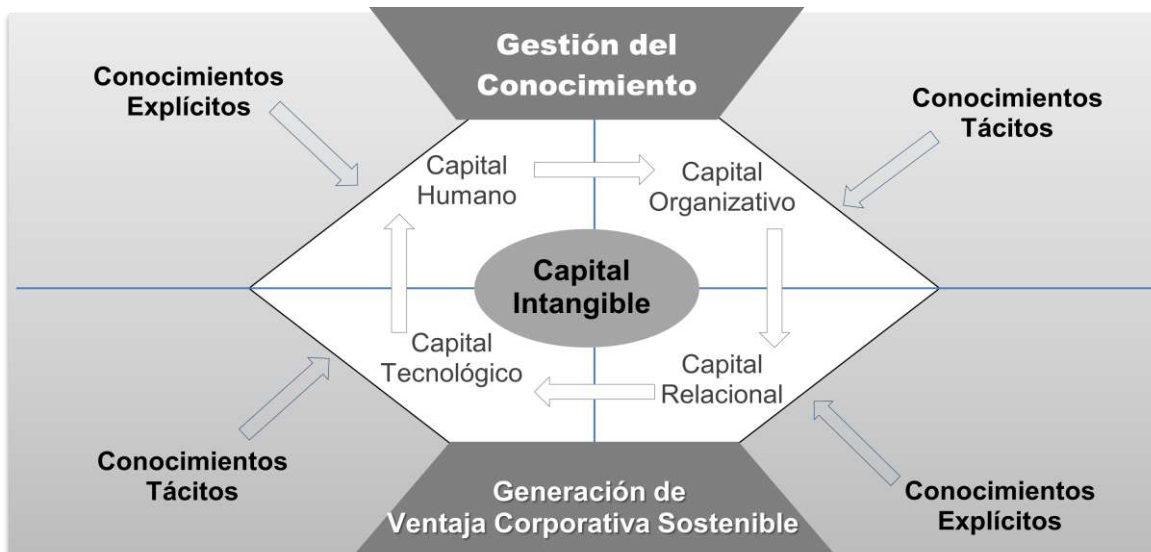 Gestión del
Conocimiento
Conocimientos
Explícitos
Conocimientos
Tácitos
Capital
Humano
Capital
Organizativo
Capital
Intangible
Capital
Tecnológico
Capital
Relacional
Conocimientos
Tácitos
Generación de
Ventaja Corporativa Sostenible
Conocimientos
Explícitos